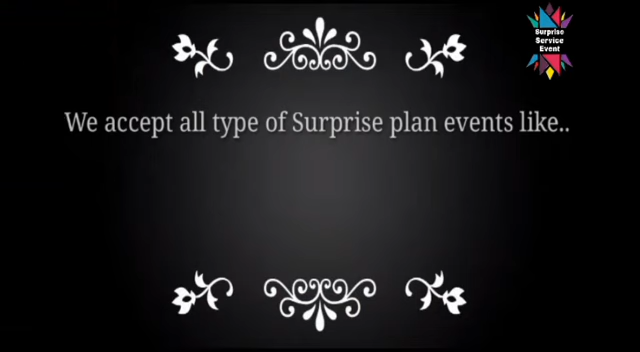 Surprise
Service
Event
We accept all type of Surprise plan events like..